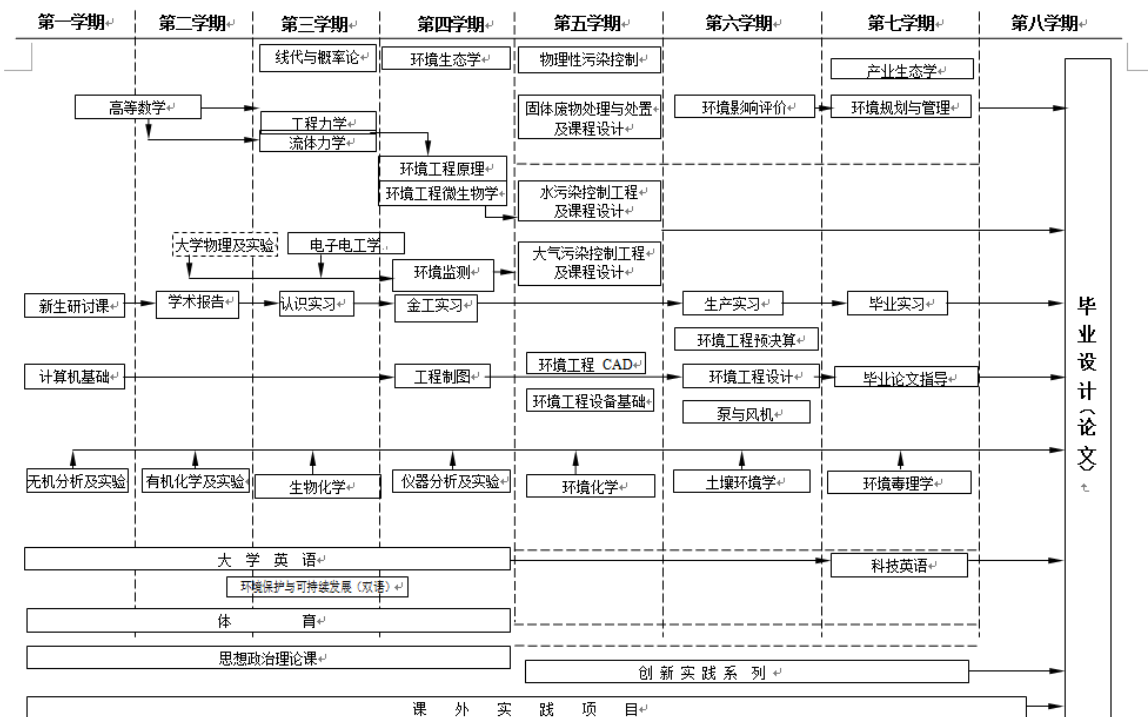 第一学期 第二学期 第三学期 第四学期 第五学期 第六学期 第七学期 第八学期
线代与概率论 环境生态学 物理性污染控制
产业生态学
高等数学 固体废物处理与处置 环境影响评价 环境规划与管理
及课程设计
工程力学
流体力学
环境工程原理
环境工程微生物学 水污染控制工程
及课程设计
大学物理及实验 电子电工学 大气污染控制工程
及课程设计
环境监测
新生研讨课 学术报告 认识实习 金工实习 生产实习 毕业实习
环境工程预决算
环境工程 CAD
计算机基础 工程制图 环境工程设计 毕业论文指导
环境工程设备基础 泵与风机
毕业设计（论文）
无机分析及实验 有机化学及实验 生物化学 仪器分析及实验 环境化学 土壤环境学 环境毒理学
大学英语 科技英语
环境保护与可持续发展（双语）
体育
思想政治理论课
创新实践系列
课外实践项目